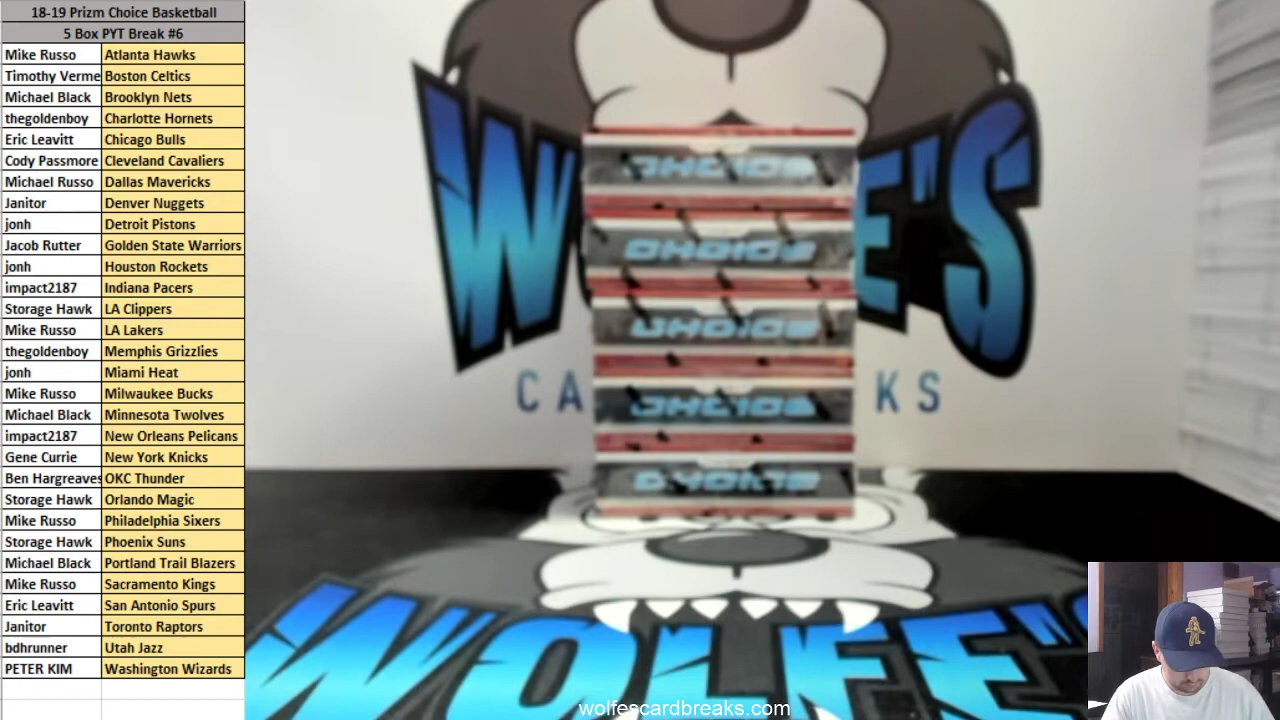 18-19 Prizm Choice Basketball
5 Box PYT Break #6
Mike Russo Atlanta Hawks
Timothy Verme Boston Celtics
Michael Black Brooklyn Nets
thegoldenboy Charlotte Hornets
Eric Leavitt Chicago Bulls
Cody Passmore Cleveland Cavaliers
Michael Russo Dallas Mavericks
Janitor Denver Nuggets
jonh Detroit Pistons
Jacob Rutter Golden State Warriors
jonh Houston Rockets
impact2187 Indiana Pacers
Storage Hawk LA Clippers
Mike Russo LA Lakers
thegoldenboy Memphis Grizzlies
jonh Miami Heat
Mike Russo Milwaukee Bucks
Michael Black Minnesota Twolves
impact2187 New Orleans Pelicans
Gene Currie New York Knicks
Ben Hargreaves OKC Thunder
Storage Hawk Orlando Magic
Mike Russo Philadelphia Sixers
Storage Hawk Phoenix Suns
Michael Black Portland Trail Blazers
Mike Russo Sacramento Kings
Eric Leavitt San Antonio Spurs
Janitor Toronto Raptors
bdhrunner Utah Jazz
PETER KIM Washington Wizards
CHOICE
CHOICE
CHOICE
CHOICE
CHOICE
WOLFE"S
wolfescardbreaks.com